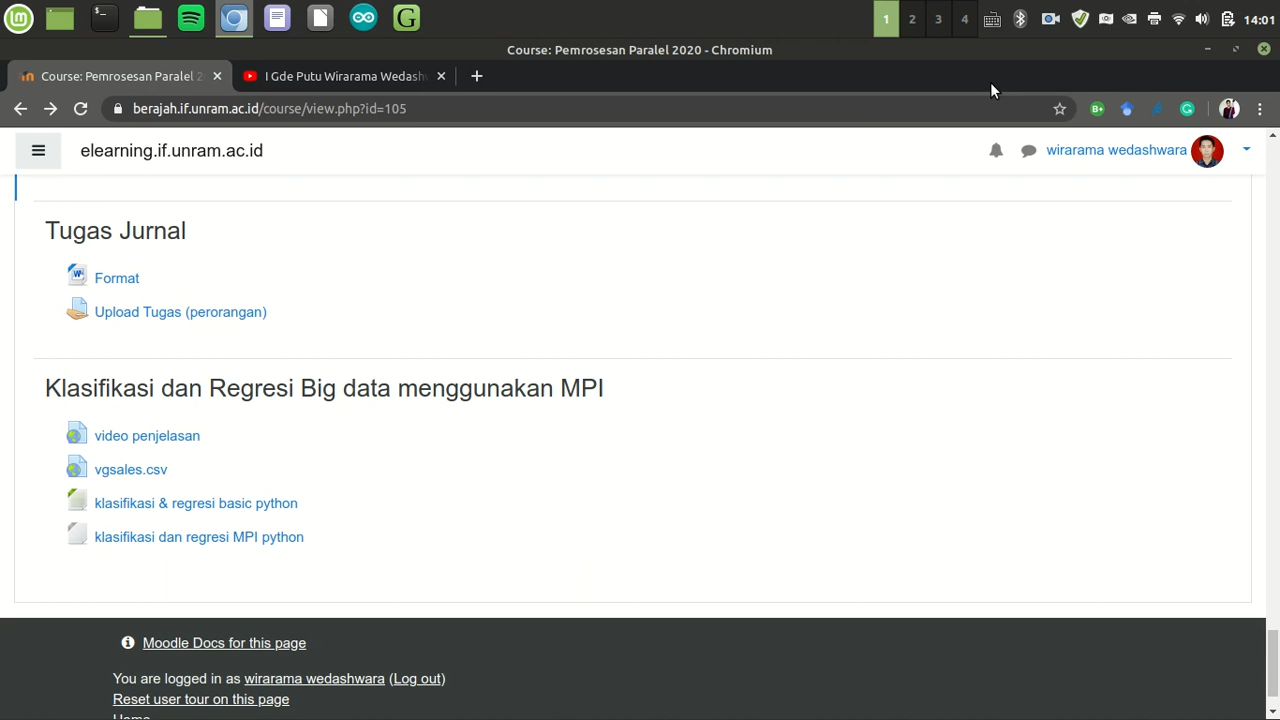 1 2 3 4 14:01
Course: Pemrosesan Paralel 2020 - Chromium
Course: Pemrosesan Paralel 2 I Gde Putu Wirarama Wedash
berajah.if.unram.ac.id/course/view.php?id=105
elearning.if.unram.ac.id wirarama wedashwara
Tugas Jurnal
Format
Upload Tugas (perorangan)
Klasifikasi dan Regresi Big data menggunakan MPI
video penjelasan
vgsales.csv
klasifikasi & regresi basic python
klasifikasi dan regresi MPI python
Moodle Docs for this page
You are logged in as wirarama wedashwara (Log out)
Reset user tour on this page
Home